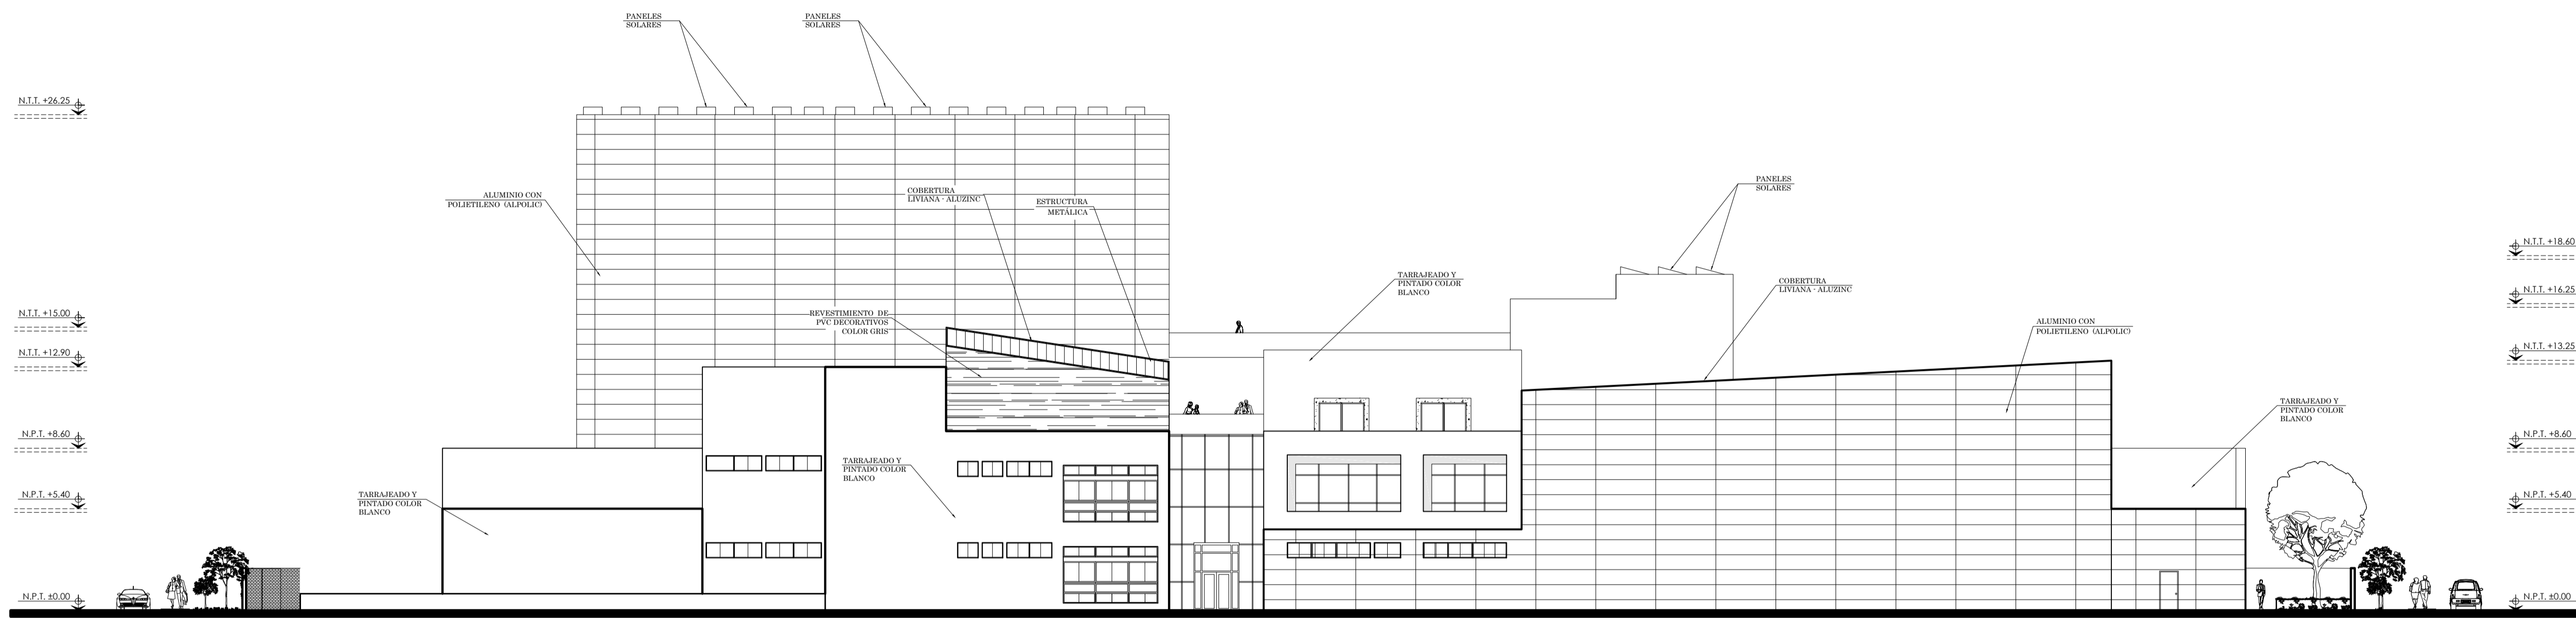 PANELES
SOLARES
PANELES
SOLARES
N.T.T. +26.25
ALUMINIO CON
POLIETILENO (ALPOLIC)
COBERTURA
LIVIANA - ALUZINC
ESTRUCTURA
METÁLICA
PANELES
SOLARES
N.T.T. +18.60
TARRAJEADO Y
PINTADO COLOR
BLANCO
COBERTURA
LIVIANA - ALUZINC
N.T.T. +16.25
N.T.T. +15.00
REVESTIMIENTO DE
PVC DECORATIVOS
COLOR GRIS
ALUMINIO CON
POLIETILENO (ALPOLIC)
N.T.T. +12.90
N.T.T. +13.25
TARRAJEADO Y
PINTADO COLOR
BLANCO
N.P.T. +8.60
N.P.T. +8.60
TARRAJEADO Y
PINTADO COLOR
BLANCO
N.P.T. +5.40
TARRAJEADO Y
PINTADO COLOR
BLANCO
N.P.T. +5.40
N.P.T. ±0.00
N.P.T. ±0.00